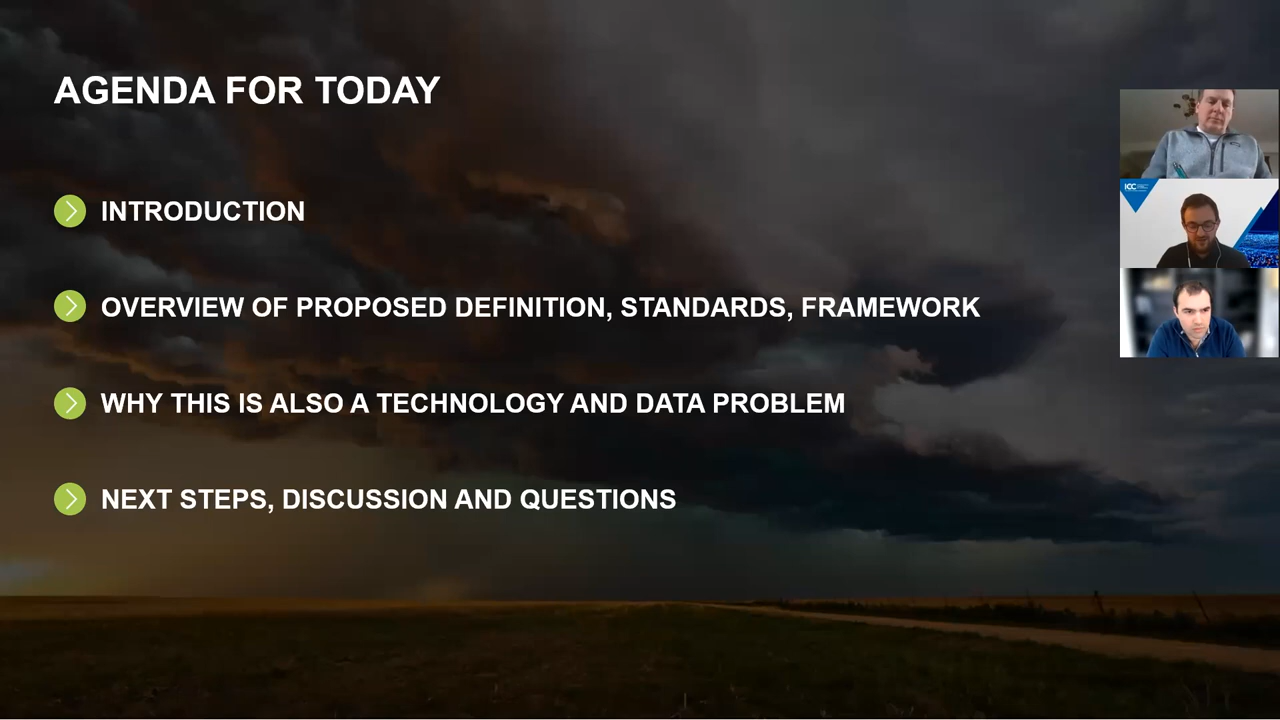 AGENDA FOR TODAY
INTRODUCTION
OVERVIEW OF PROPOSED DEFINITION, STANDARDS, FRAMEWORK
WHY THIS IS ALSO A TECHNOLOGY AND DATA PROBLEM
NEXT STEPS, DISCUSSION AND QUESTIONS
ICC